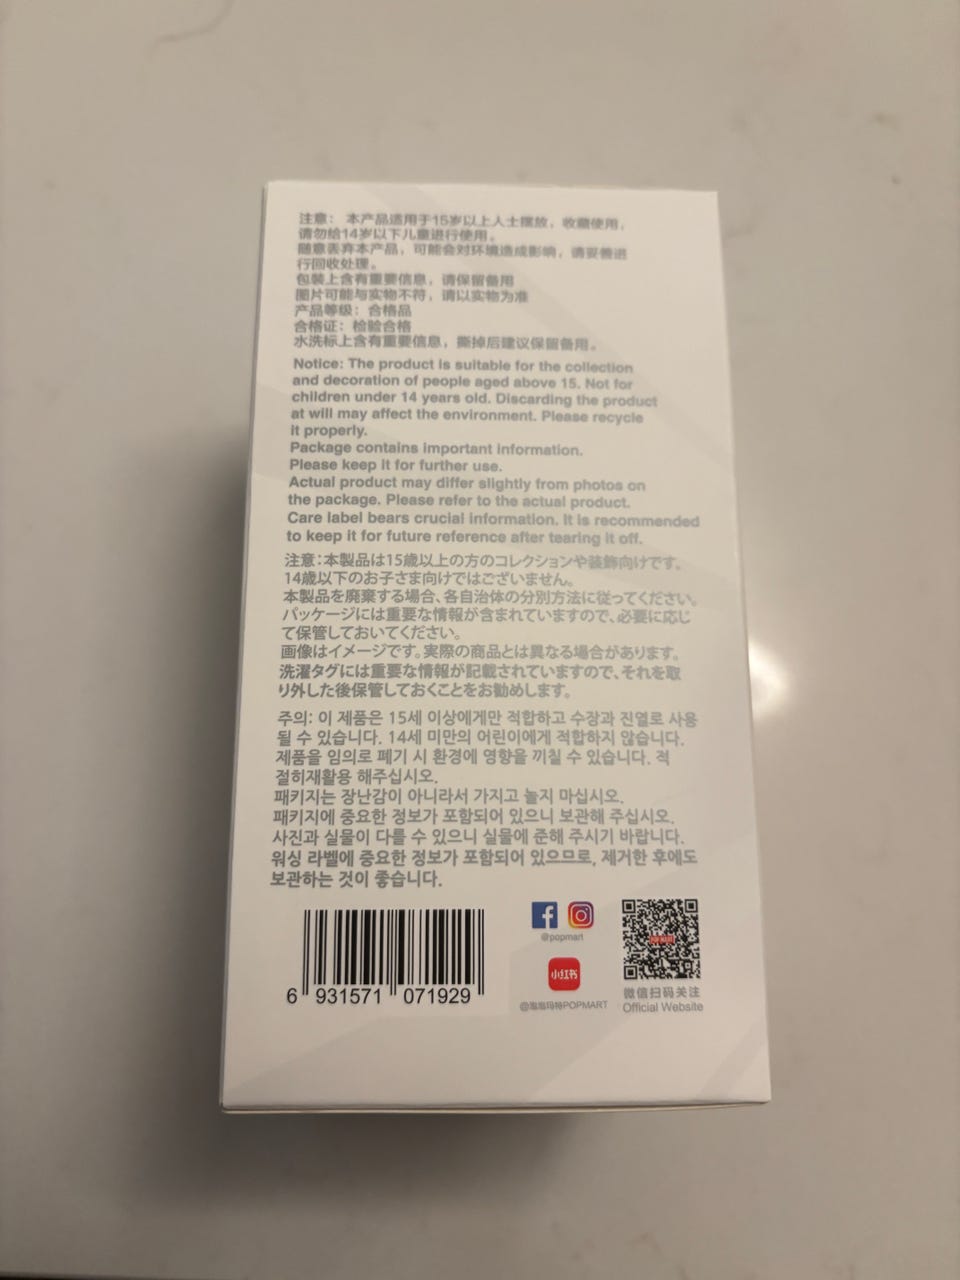 注意： 本产品适用于15岁以上人士摆放，收藏使用，
请勿给14岁以下儿童进行使用。
随意丢弃本产品，可能会对环境造成影响，请妥善进
行回收处理。
包装上含有重要信息，请保留备用
图片可能与实物不符，请以实物为准
产品等级：合格品
合格证：检验合格
水洗标上含有重要信息，撕掉后建议保留备用。
Notice: The product is suitable for the collection
and decoration of people aged above 15. Not for
children under 14 years old. Discarding the product
at will may affect the environment. Please recycle
it properly.
Package contains important information.
Please keep it for further use.
Actual product may differ slightly from photos on
the package. Please refer to the actual product.
Care label bears crucial information. It is recommended
to keep it for future reference after tearing it off.
注意：本製品は15歳以上の方のコレクションや装飾向けです。
14歳以下のお子さま向けではございません。
本製品を廃棄する場合、各自治体の分別方法に従ってください。
パッケージには重要な情報が含まれていますので、必要に応じ
て保管しておいてください。
画像はイメージです。実際の商品とは異なる場合があります。
洗濯タグには重要な情報が記載されていますので、それを取
り外した後保管しておくことをお勧めします。
주의: 이 제품은 15세 이상에게만 적합하고 수장과 진열로 사용
될 수 있습니다. 14세 미만의 어린이에게 적합하지 않습니다.
제품을 임의로 폐기 시 환경에 영향을 끼칠 수 있습니다. 적
절히재활용 해주십시오.
패키지는 장난감이 아니라서 가지고 놀지 마십시오.
패키지에 중요한 정보가 포함되어 있으니 보관해 주십시오.
사진과 실물이 다를 수 있으니 실물에 준해 주시기 바랍니다.
워싱 라벨에 중요한 정보가 포함되어 있으므로, 제거한 후에도
보관하는 것이 좋습니다.
6 931571 071929
@popmart
小红书
@泡泡玛特POPMART
POP MART
微信扫码关注
Official Website